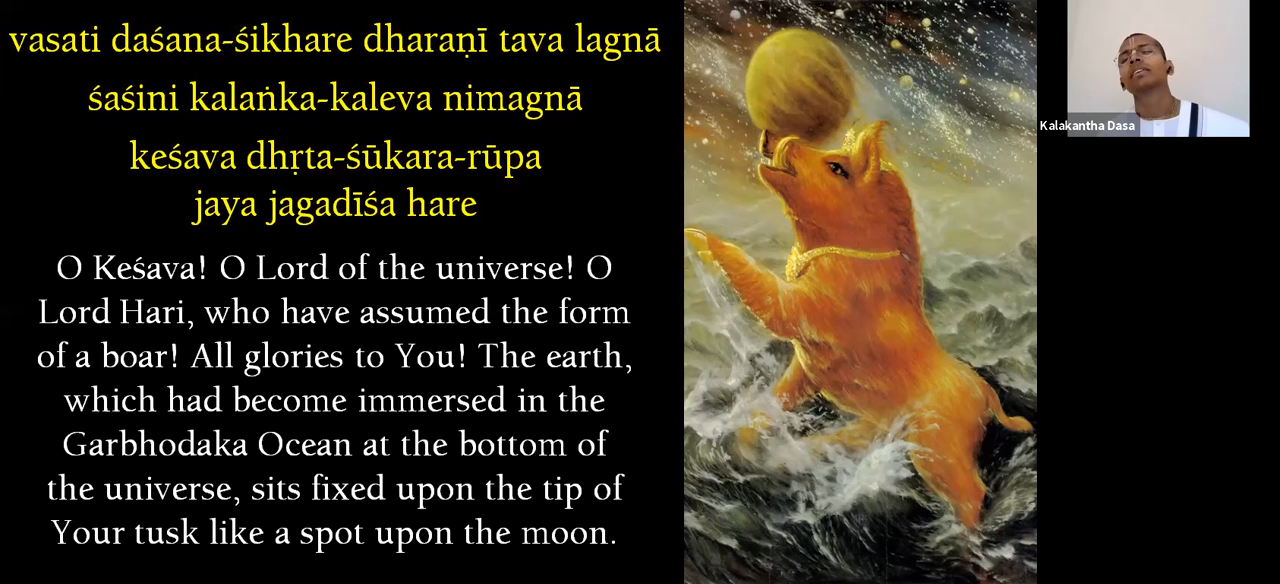 vasati daśana-śikhare dharaṇī tava lagnā
śaśini kalaṅka-kaleva nimagnā
keśava dhṛta-śūkara-rūpa
jaya jagadīśa hare
O Keśava! O Lord of the universe! O
Lord Hari, who have assumed the form
of a boar! All glories to You! The earth,
which had become immersed in the
Garbhodaka Ocean at the bottom of
the universe, sits fixed upon the tip of
Your tusk like a spot upon the moon.
Kalakantha Dasa